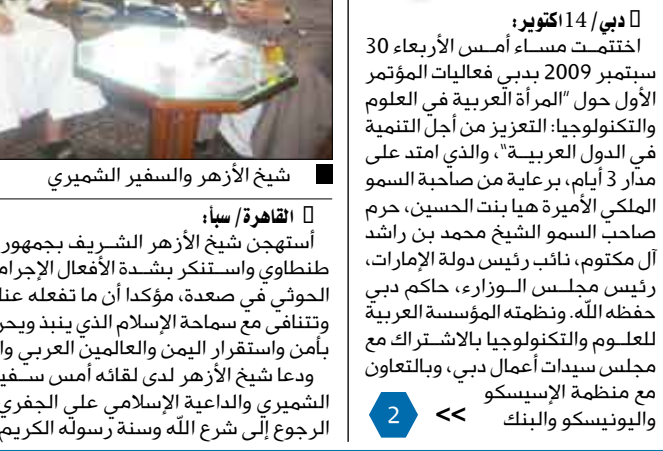 دبي/ 14 اكتوبر:
اختتمت مساء أمس الأربعاء 30
سبتمبر 2009 بدبي فعاليات المؤتمر
الأول حول "المرأة العربية في العلوم
والتكنولوجيا: التعزيز من أجل التنمية
في الدول العربية"، والذي امتد على
مدار 3 أيام، برعاية من صاحبة السمو
الملكي الأميرة هيا بنت الحسين، حرم
صاحب السمو الشيخ محمد بن راشد
آل مكتوم، نائب رئيس دولة الإمارات،
رئيس مجلس الوزارء، حاكم دبي
حفظه الله. ونظمته المؤسسة العربية
للعلوم والتكنولوجيا بالاشتراك مع
مجلس سيدات أعمال دبي، وبالتعاون
مع منظمة الإسيسكو
واليونيسكو والبنك >> 2
شيخ الأزهر والسفير الشميري
القاهرة/ سبأ:
أستهجن شيخ الأزهر الشريف بجمهور
طنطاوي واستنكر بشدة الأفعال الإجرام
الحوثي في صعدة، مؤكدا أن ما تفعله عنا
وتتنافى مع سماحة الإسلام الذي ينبذ ويحر
بأمن واستقرار اليمن والعالمين العربي وا
ودعا شيخ الأزهر لدى لقائه أمس سفي
الشميري والداعية الإسلامي علي الجفري
الرجوع إلى شرع الله وسنة رسوله الكريم